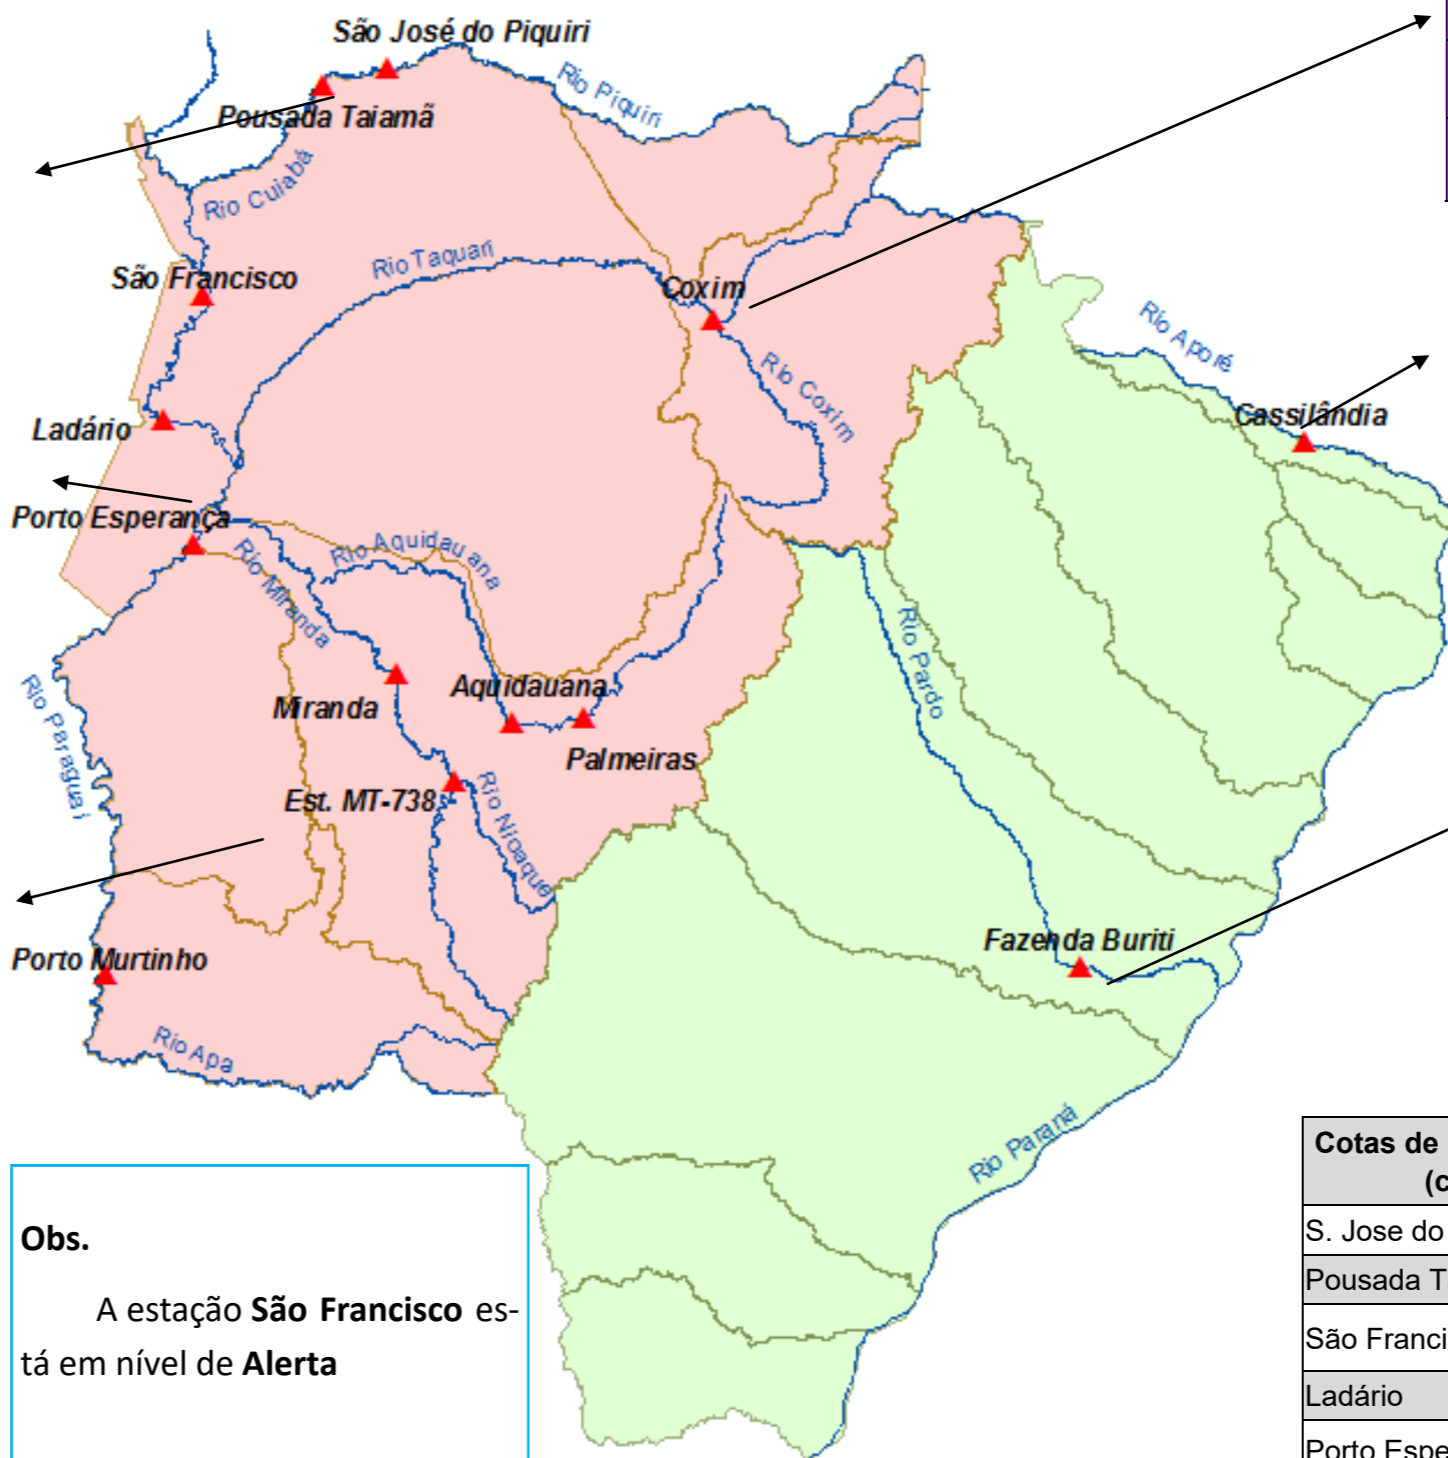 São José do Piquiri
Rio Piquiri
Pousada Taiamã
Rio Cuiabá
Rio Taquari
São Francisco
Coxim
Rio Aporé
Rio Coxim
Cassilândia
Ladário
Porto Esperança
Rio Aquidauana
Rio Miranda
Rio Pardo
Aquidauana
Rio Paraguai
Miranda
Palmeiras
Est. MT-738
Rio Nioaque
Fazenda Buriti
Porto Murtinho
Rio Apa
Rio Paraná
Obs.
A estação São Francisco es-
tá em nível de Alerta
Cotas de
(c
S. Jose do
Pousada T
São Franci
Ladário
Porto Espe